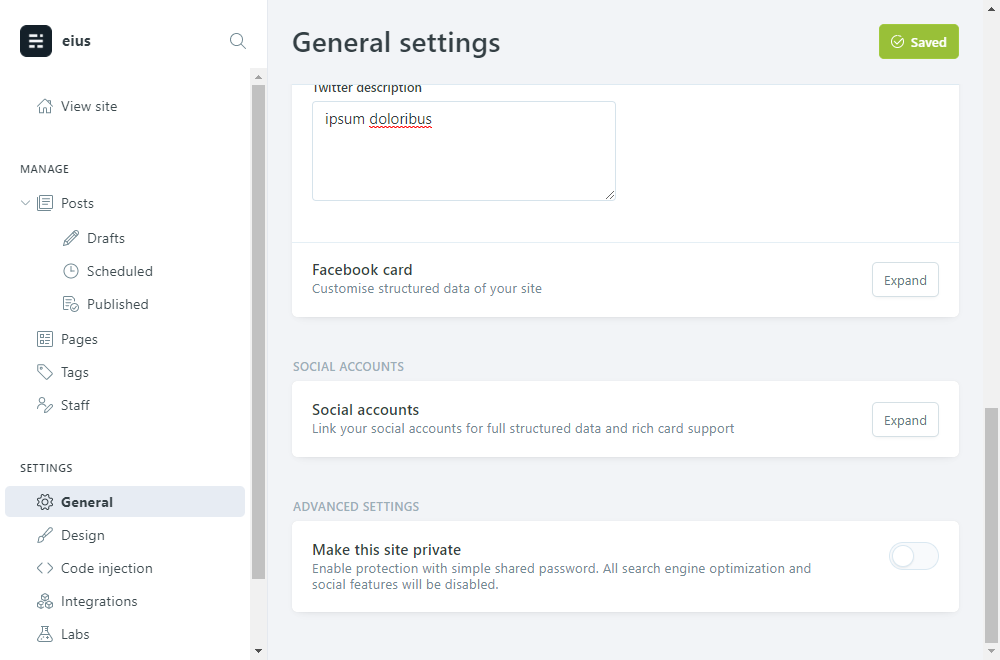 eius
View site
MANAGE
Posts
Drafts
Scheduled
Published
Pages
Tags
Staff
SETTINGS
General
Design
Code injection
Integrations
Labs
General settings
Saved
Twitter description
ipsum doloribus
Facebook card
Customise structured data of your site
Expand
SOCIAL ACCOUNTS
Social accounts
Link your social accounts for full structured data and rich card support
Expand
ADVANCED SETTINGS
Make this site private
Enable protection with simple shared password. All search engine optimization and
social features will be disabled.